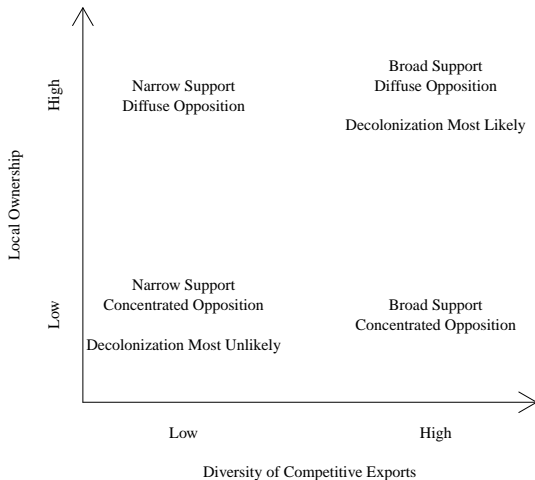 Broad Support
Diffuse Opposition
Decolonization Most Likely
Narrow Support
Diffuse Opposition
High
Local Ownership
Narrow Support
Concentrated Opposition
Decolonization Most Unlikely
Broad Support
Concentrated Opposition
Low
Low
High
Diversity of Competitive Exports